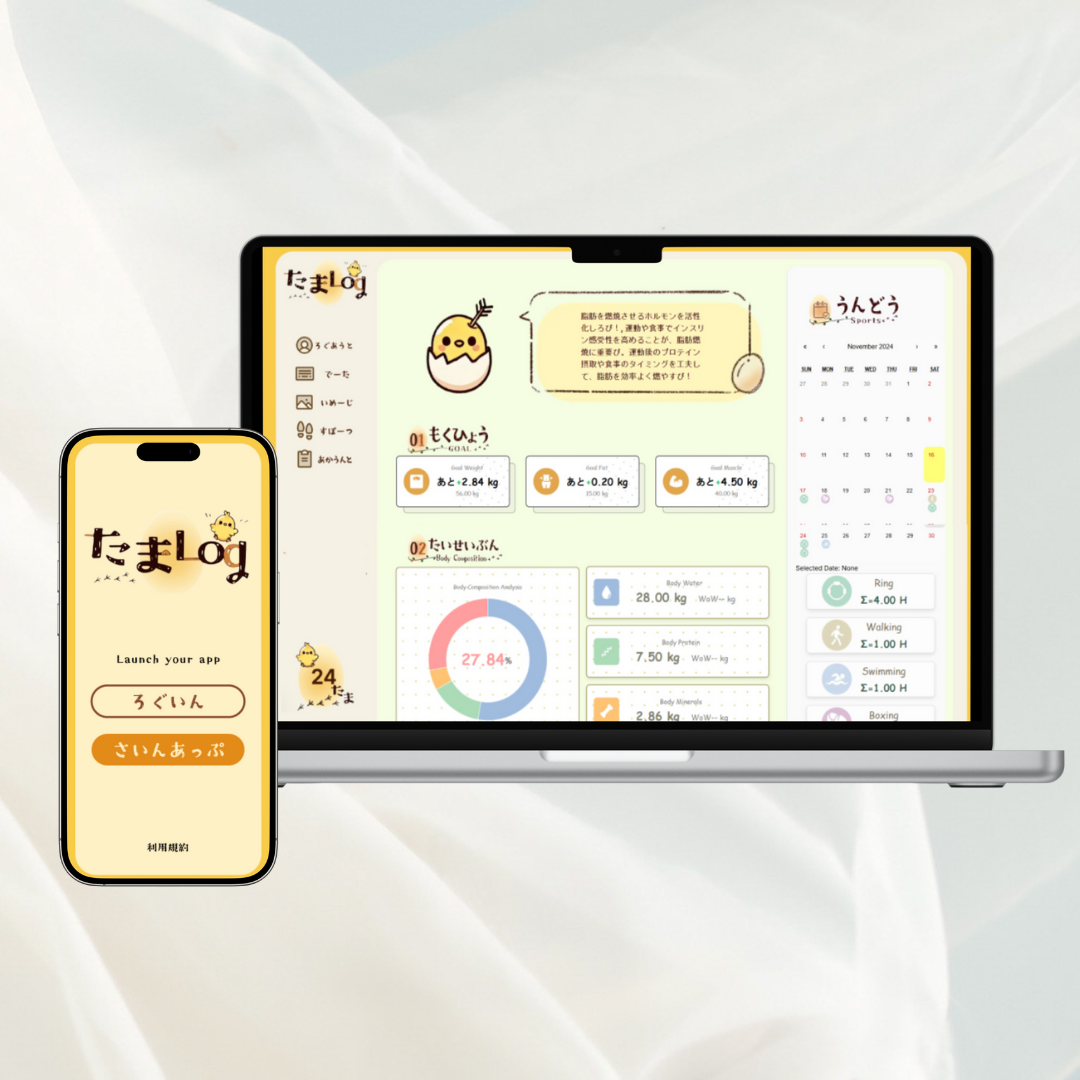 たまLog
ろぐあうと
でーた
いめーじ
すぽーつ
あかうんと
24
たま
脂肪を燃焼させるホルモンを活性
化しろぴ!,運動や食事でインスリ
ン感受性を高めることが、脂肪燃
焼に重要ぴ。運動後のプロテイン
摂取や食事のタイミングを工夫し
て、脂肪を効率よく燃やすぴ!
01 もくひょう
GOAL
Goal Weight
あと+2.84 kg
56.00 kg
Goal Fat
あと+0.20 kg
15.00 kg
Goal Muscle
あと+4.50 kg
40.00 kg
02 たいせいぶん
Body Composition
Body Composition Analysis
27.84%
Body Water
28.00 kg WoW-- kg
Body Protein
7.50 kg WoW-- kg
Body Minerals
2.86 kg WoW-- kg
うんどう
Sports
« ‹ November 2024 › »
SUN MON TUE WED THU FRI SAT
27 28 29 30 31 1 2
3 4 5 6 7 8 9
10 11 12 13 14 15 16
17 18 19 20 21 22 23
24 25 26 27 28 29 30
Selected Date: None
Ring
Σ=4.00 H
Walking
Σ=1.00 H
Swimming
Σ=1.00 H
Boxing
たまLog
Launch your app
ろぐいん
さいんあっぷ
利用規約